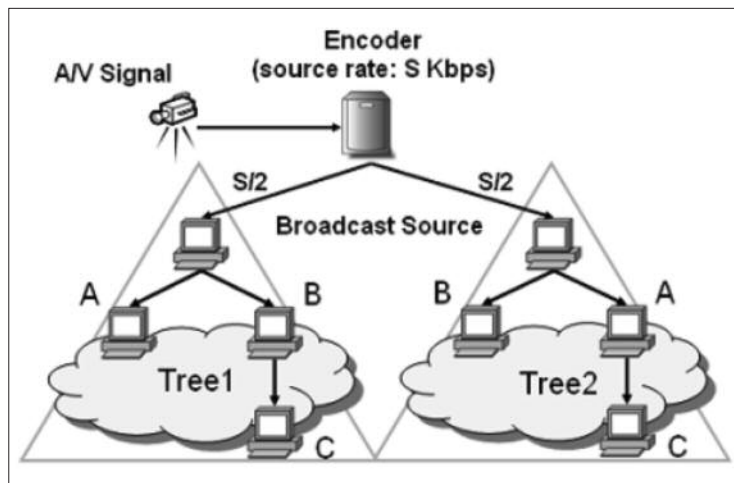 Encoder
(source rate: S Kbps)
A/V Signal
S/2
S/2
Broadcast Source
A
B
B
A
Tree1
Tree2
C
C